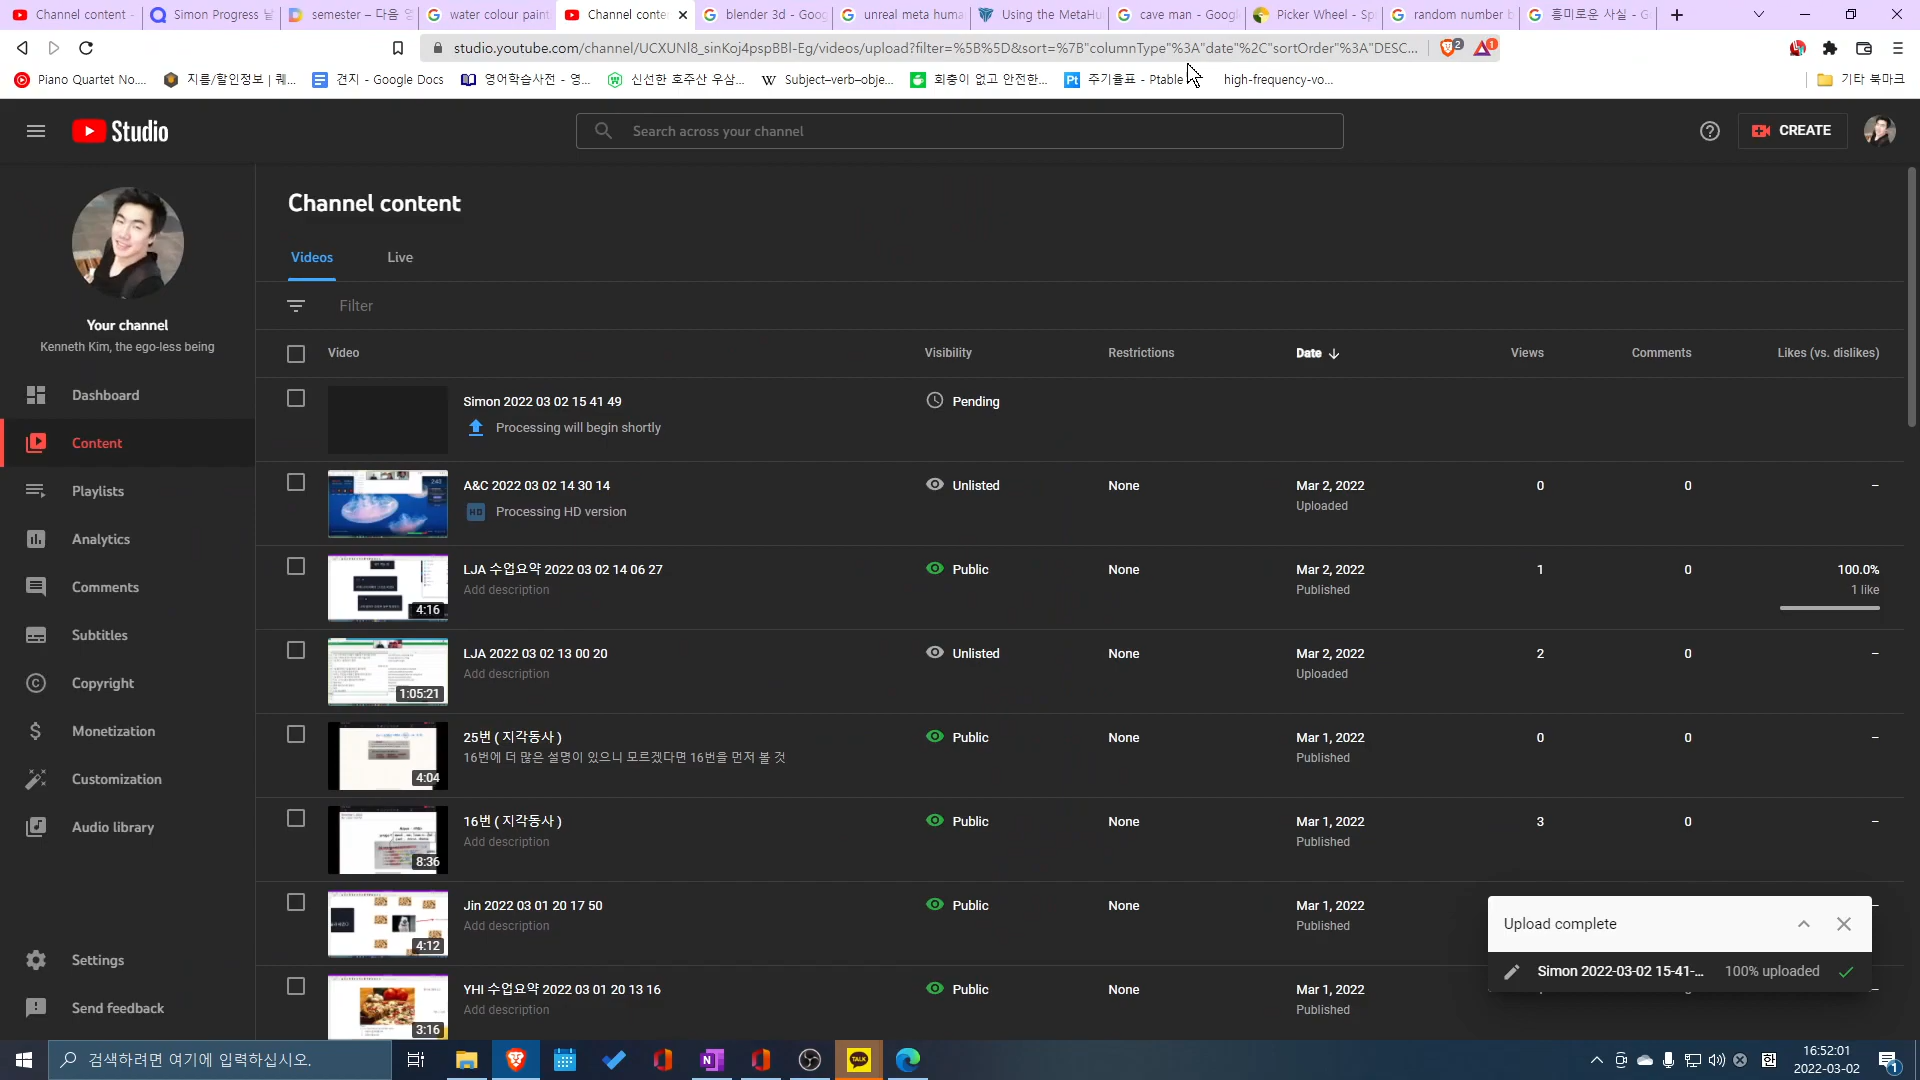 Channel content -
Simon Progress 날
semester – 다음 영
water colour paint
Channel conte
blender 3d - Goog
unreal meta huma
Using the MetaHu
cave man - Googl
Picker Wheel - Sp
random number b
흥미로운 사실 - G
studio.youtube.com/channel/UCXUNl8_sinKoj4pspBBl-Eg/videos/upload?filter=%5B%5D&sort=%7B"columnType"%3A"date"%2C"sortOrder"%3A"DESC...
2
1
Piano Quartet No....
지름/할인정보 | 퀘...
견지 - Google Docs
영어학습사전 - 영...
신선한 호주산 우삼...
W Subject–verb–obje...
회충이 없고 안전한...
Pt 주기율표 - Ptable
high-frequency-vo...
기타 북마크
Studio
Search across your channel
CREATE
Channel content
Videos
Live
Filter
Your channel
Kenneth Kim, the ego-less being
Dashboard
Content
Playlists
Analytics
Comments
Subtitles
Copyright
Monetization
Customization
Audio library
Settings
Send feedback
Video
Visibility
Restrictions
Date
Views
Comments
Likes (vs. dislikes)
Simon 2022 03 02 15 41 49
Processing will begin shortly
Pending
A&C 2022 03 02 14 30 14
HD Processing HD version
Unlisted
None
Mar 2, 2022
Uploaded
0
0
–
LJA 수업요약 2022 03 02 14 06 27
Add description
4:16
Public
None
Mar 2, 2022
Published
1
0
100.0%
1 like
LJA 2022 03 02 13 00 20
Add description
1:05:21
Unlisted
None
Mar 2, 2022
Uploaded
2
0
–
25번 ( 지각동사 )
16번에 더 많은 설명이 있으니 모르겠다면 16번을 먼저 볼 것
4:04
Public
None
Mar 1, 2022
Published
0
0
–
16번 ( 지각동사 )
Add description
8:36
Public
None
Mar 1, 2022
Published
3
0
–
Jin 2022 03 01 20 17 50
Add description
4:12
Public
None
Mar 1, 2022
Published
YHI 수업요약 2022 03 01 20 13 16
Add description
3:16
Public
None
Mar 1, 2022
Published
Upload complete
Simon 2022-03-02 15-41-...
100% uploaded
검색하려면 여기에 입력하십시오.
TALK
한
16:52:01
2022-03-02
1